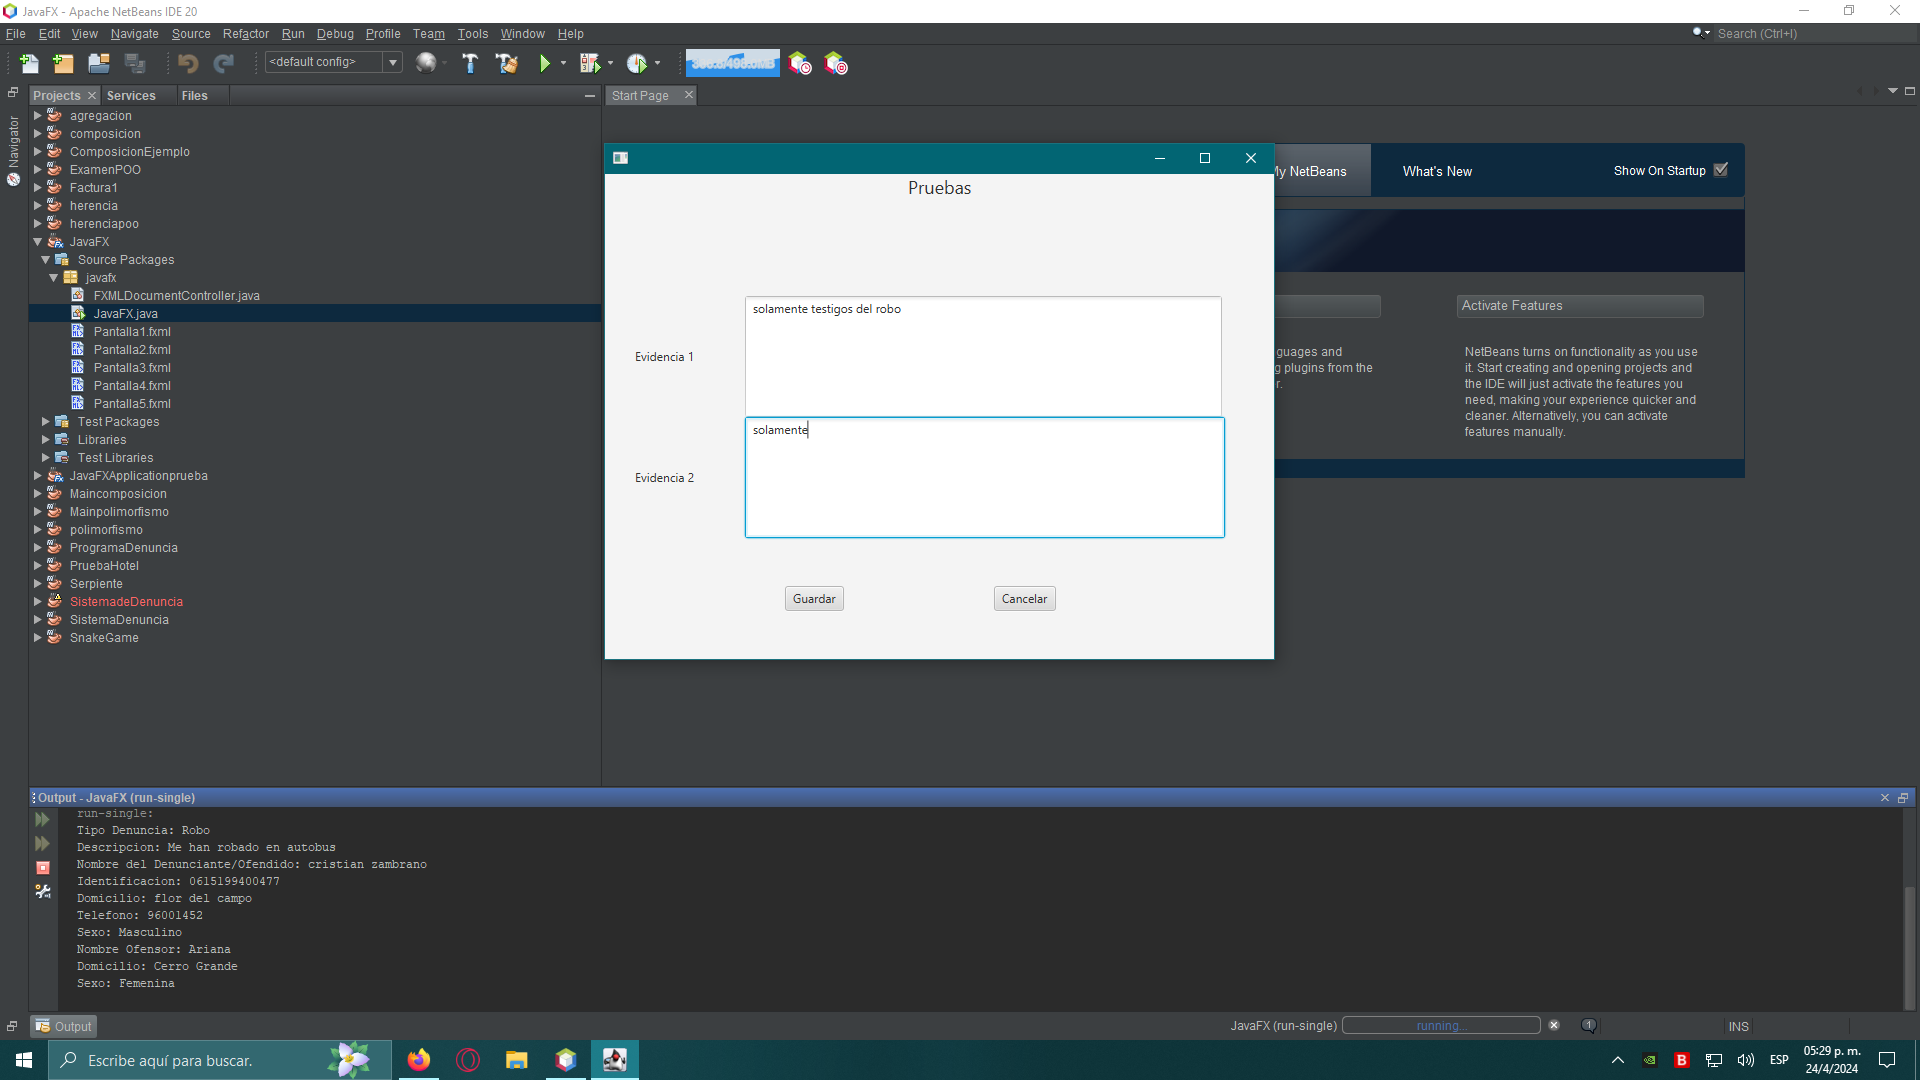 JavaFX - Apache NetBeans IDE 20
File Edit View Navigate Source Refactor Run Debug Profile Team Tools Window Help
Search (Ctrl+I)
<default config>
Projects Services Files
Start Page
Navigator
agregacion
composicion
ComposicionEjemplo
ExamenPOO
Factura1
herencia
herenciapoo
JavaFX
Source Packages
javafx
FXMLDocumentController.java
JavaFX.java
Pantalla1.fxml
Pantalla2.fxml
Pantalla3.fxml
Pantalla4.fxml
Pantalla5.fxml
Test Packages
Libraries
Test Libraries
JavaFXApplicationprueba
Maincomposicion
Mainpolimorfismo
polimorfismo
ProgramaDenuncia
PruebaHotel
Serpiente
SistemadeDenuncia
SistemaDenuncia
SnakeGame
Pruebas
Evidencia 1
solamente testigos del robo
Evidencia 2
solamente
Guardar Cancelar
My NetBeans What's New Show On Startup
Activate Features
guages and
g plugins from the
r.
NetBeans turns on functionality as you use
it. Start creating and opening projects and
the IDE will just activate the features you
need, making your experience quicker and
cleaner. Alternatively, you can activate
features manually.
Output - JavaFX (run-single)
run-single:
Tipo Denuncia: Robo
Descripcion: Me han robado en autobus
Nombre del Denunciante/Ofendido: cristian zambrano
Identificacion: 0615199400477
Domicilio: flor del campo
Telefono: 96001452
Sexo: Masculino
Nombre Ofensor: Ariana
Domicilio: Cerro Grande
Sexo: Femenina
Output
JavaFX (run-single) running... 1 INS
Escribe aquí para buscar.
B
ESP
05:29 p. m.
24/4/2024